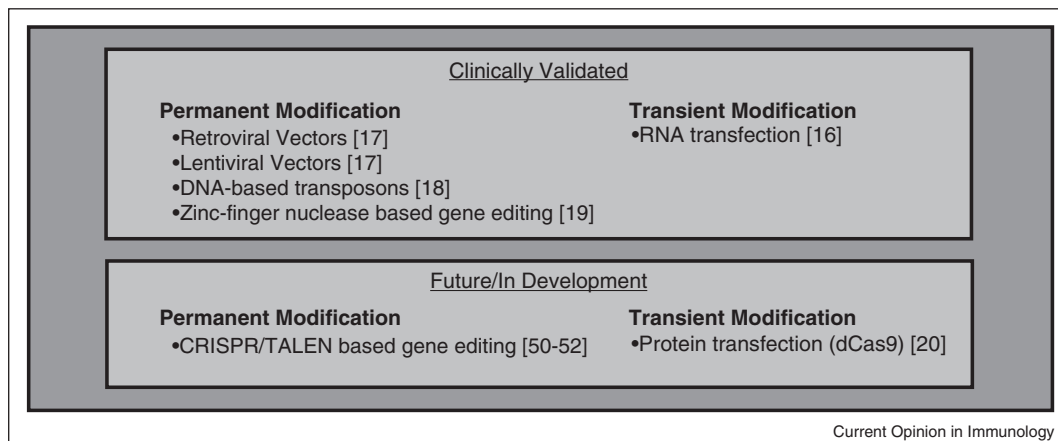 Clinically Validated
Permanent Modification
•Retroviral Vectors [17]
•Lentiviral Vectors [17]
•DNA-based transposons [18]
•Zinc-finger nuclease based gene editing [19]
Transient Modification
•RNA transfection [16]
Future/In Development
Permanent Modification
•CRISPR/TALEN based gene editing [50-52]
Transient Modification
•Protein transfection (dCas9) [20]
Current Opinion in Immunology